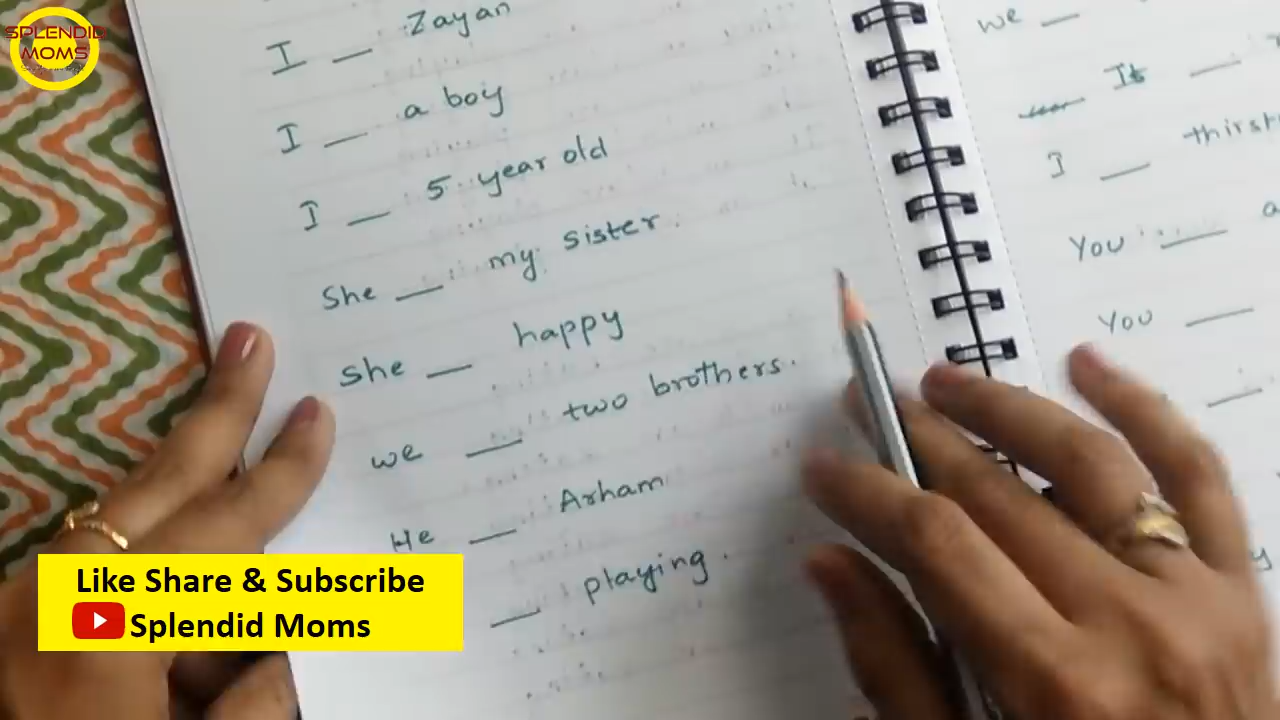 SPLENDID
MOMS
I __ Zayan
I __ a boy
I __ 5 year old
She __ my sister.
She __ happy
we __ two brothers.
He __ Arham
__ playing.
we __
It __
I __ thirst
You __ a
You __
__
Like Share & Subscribe
Splendid Moms